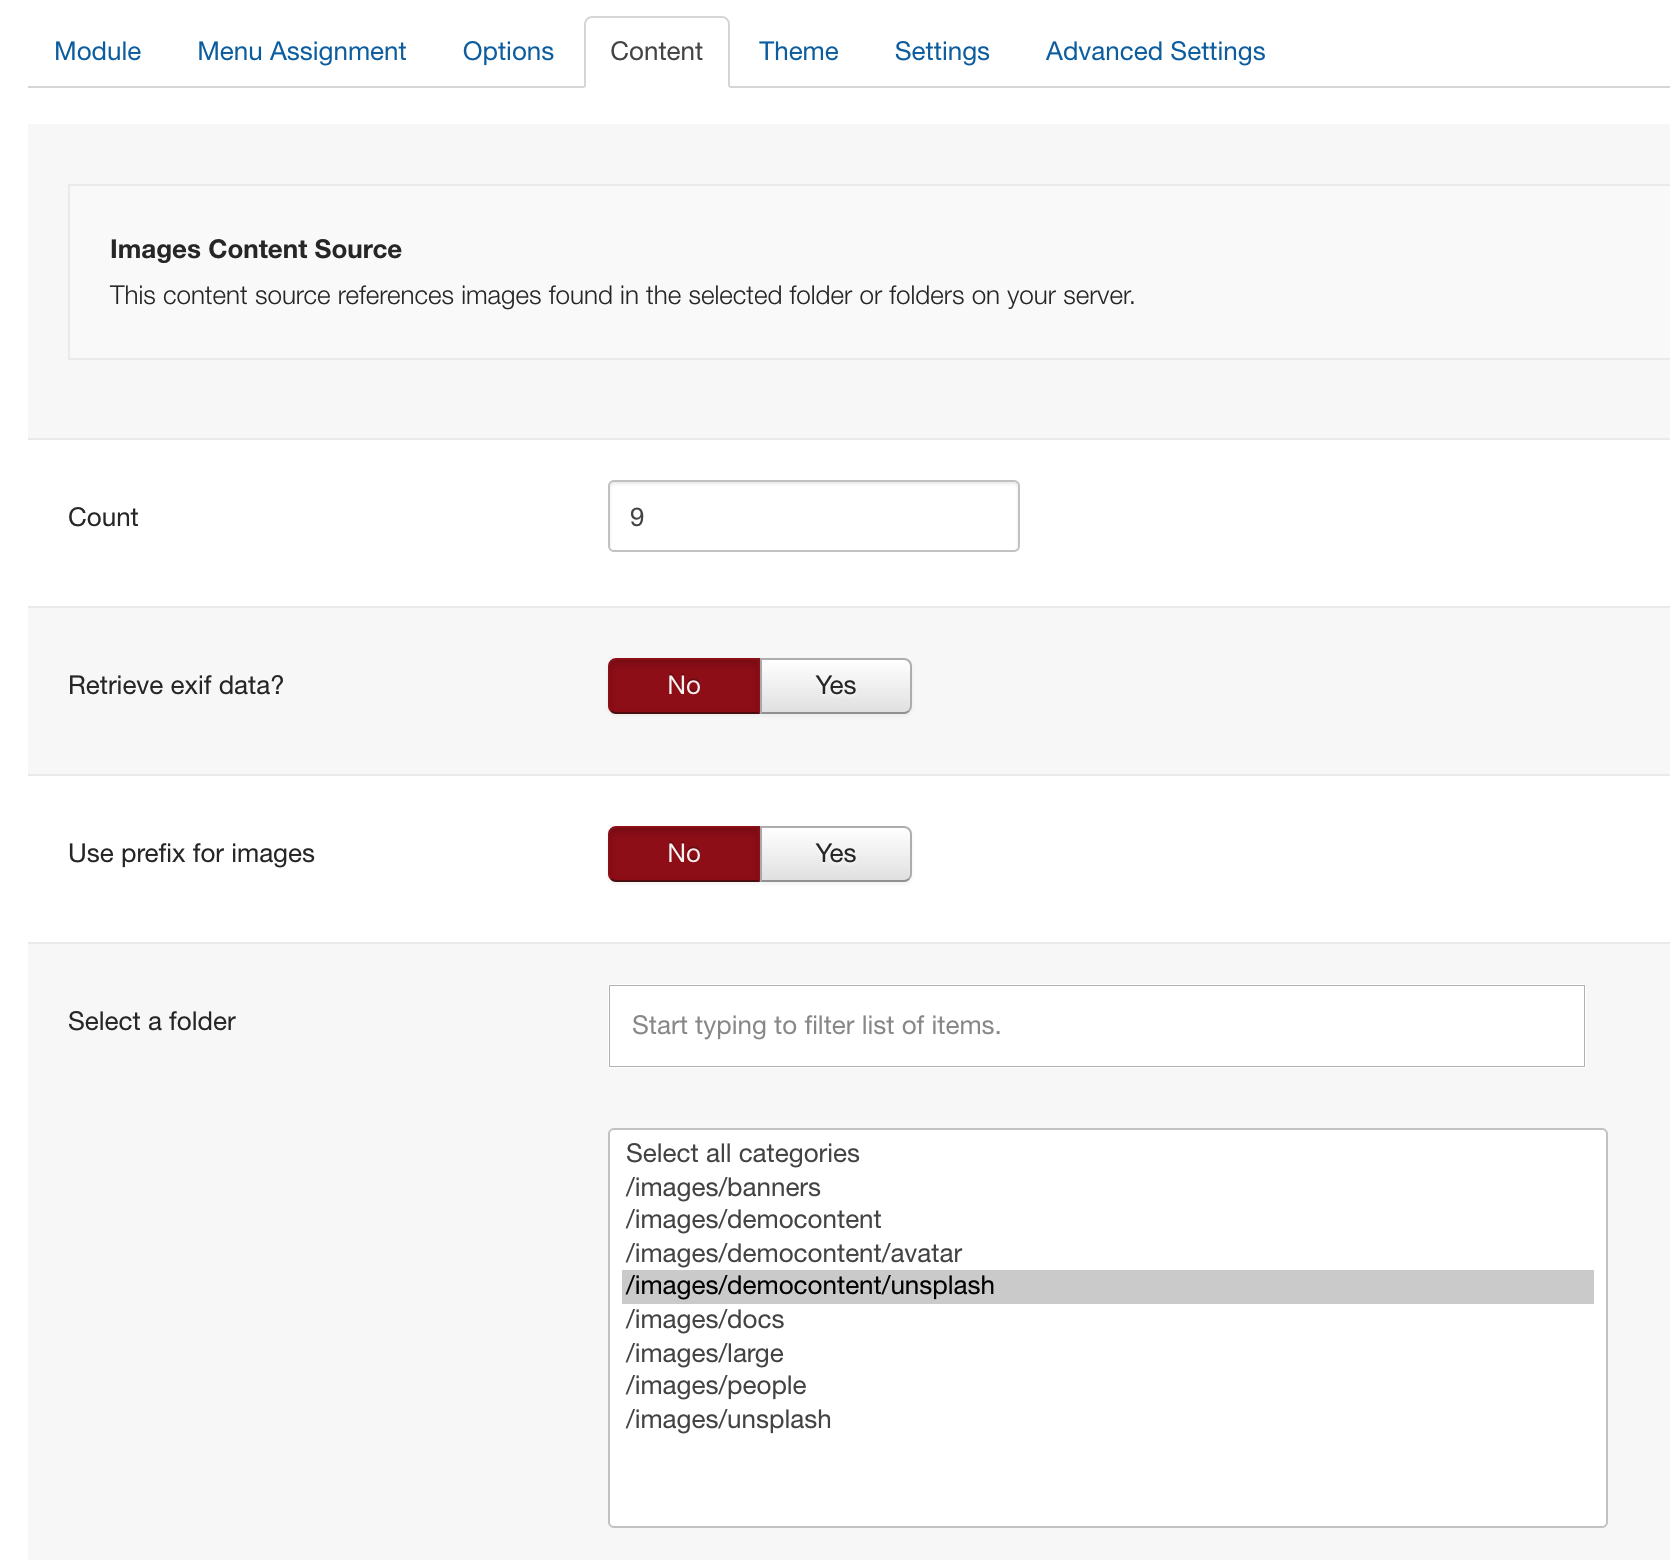 Module Menu Assignment Options Content Theme Settings Advanced Settings
Images Content Source
This content source references images found in the selected folder or folders on your server.
Count 9
Retrieve exif data? No Yes
Use prefix for images No Yes
Select a folder Start typing to filter list of items.
Select all categories
/images/banners
/images/democontent
/images/democontent/avatar
/images/democontent/unsplash
/images/docs
/images/large
/images/people
/images/unsplash